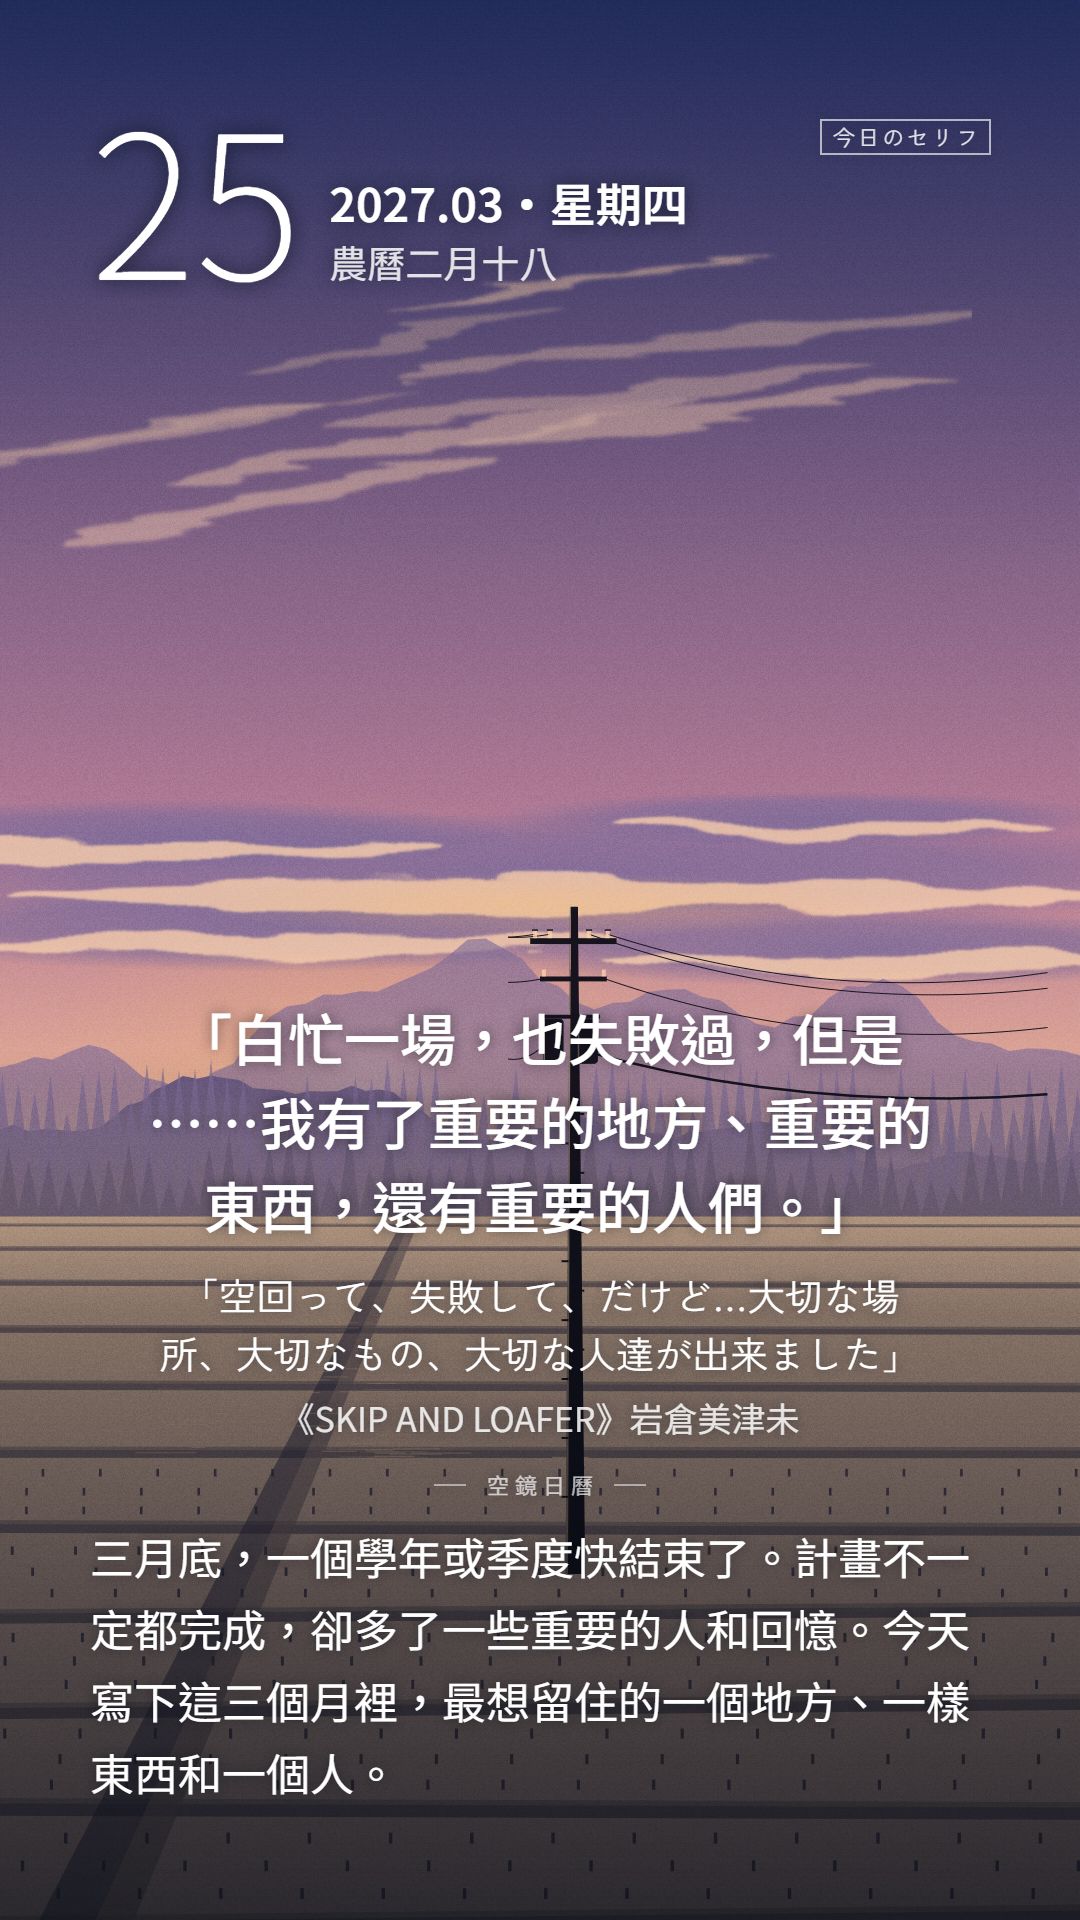 25
今日のセリフ
2027.03・星期四
農曆二月十八
「白忙一場，也失敗過，但是
⋯⋯我有了重要的地方、重要的
東西，還有重要的人們。」
「空回って、失敗して、だけど...大切な場
所、大切なもの、大切な人達が出来ました」
《SKIP AND LOAFER》岩倉美津未
空鏡日曆
三月底，一個學年或季度快結束了。計畫不一
定都完成，卻多了一些重要的人和回憶。今天
寫下這三個月裡，最想留住的一個地方、一樣
東西和一個人。